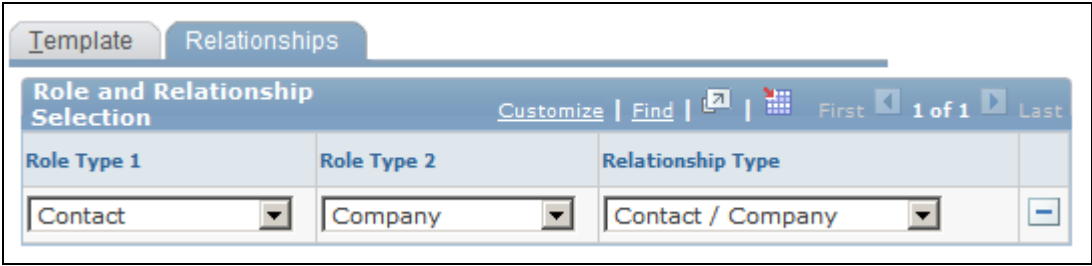 Template Relationships
Role and Relationship Selection Customize | Find | | First 1 of 1 Last
Role Type 1 Role Type 2 Relationship Type
Contact Company Contact / Company